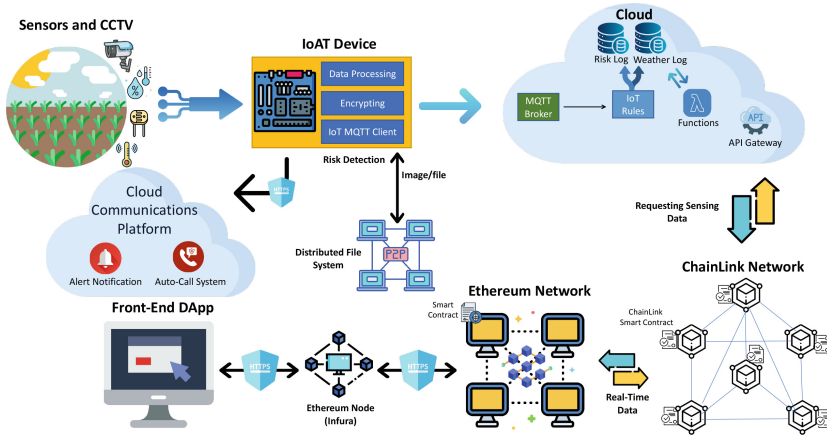 Sensors and CCTV
%
IoAT Device
Data Processing
Encrypting
IoT MQTT Client
Risk Detection
Image/file
HTTPS
Cloud
Risk Log
Weather Log
MQTT
Broker
IoT
Rules
λ
Functions
API
API Gateway
Cloud
Communications
Platform
Alert Notification
Auto-Call System
Distributed File
System
P2P
Requesting Sensing
Data
ChainLink Network
ChainLink
Smart Contract
Front-End DApp
HTTPS
Ethereum Node
(Infura)
HTTPS
Ethereum Network
Smart
Contract
Real-Time
Data